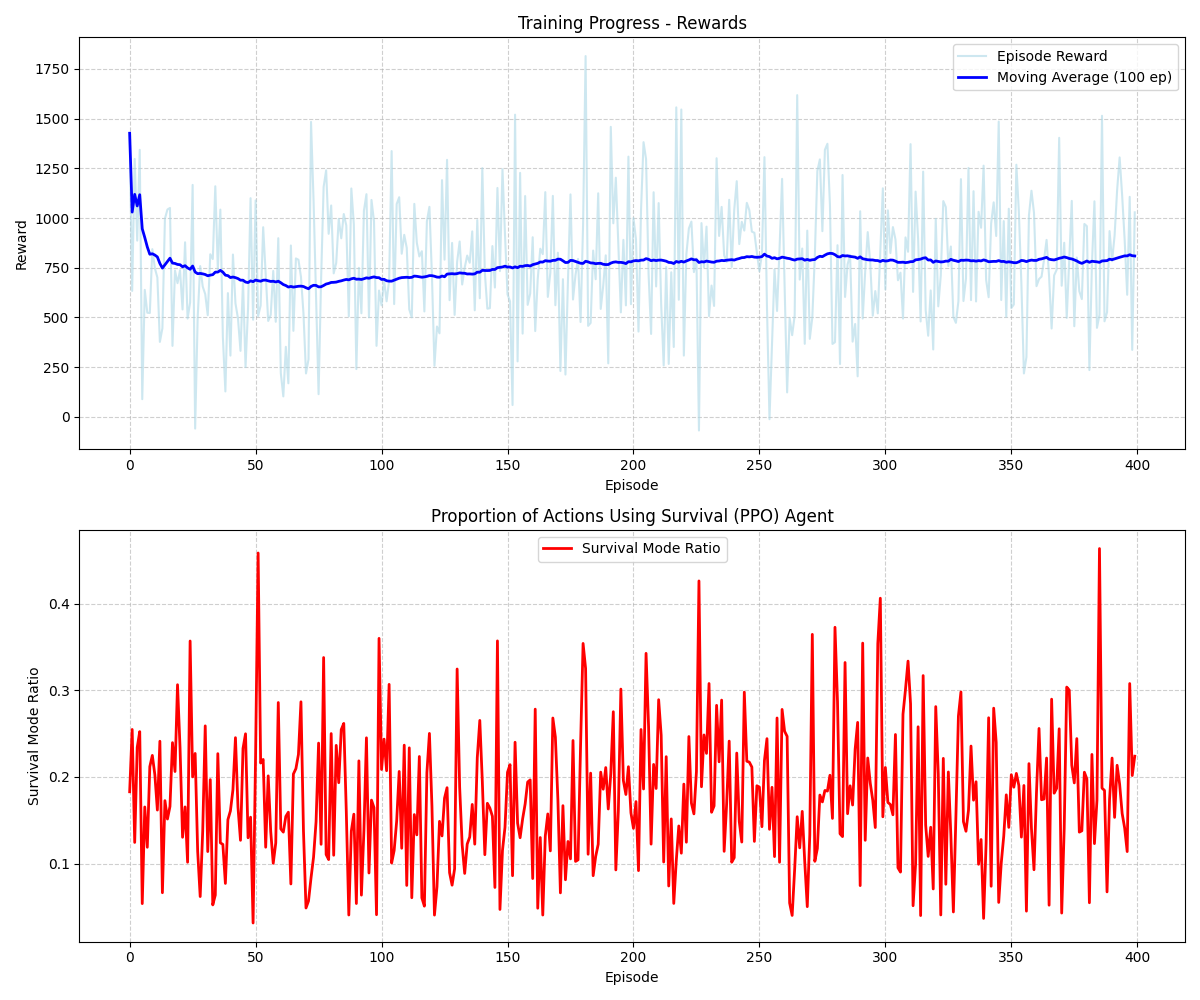 Training Progress - Rewards
Reward
1750
1500
1250
1000
750
500
250
0
Episode Reward
Moving Average (100 ep)
0 50 100 150 200 250 300 350 400
Episode
Proportion of Actions Using Survival (PPO) Agent
Survival Mode Ratio
0.4
0.3
0.2
0.1
Survival Mode Ratio
0 50 100 150 200 250 300 350 400
Episode